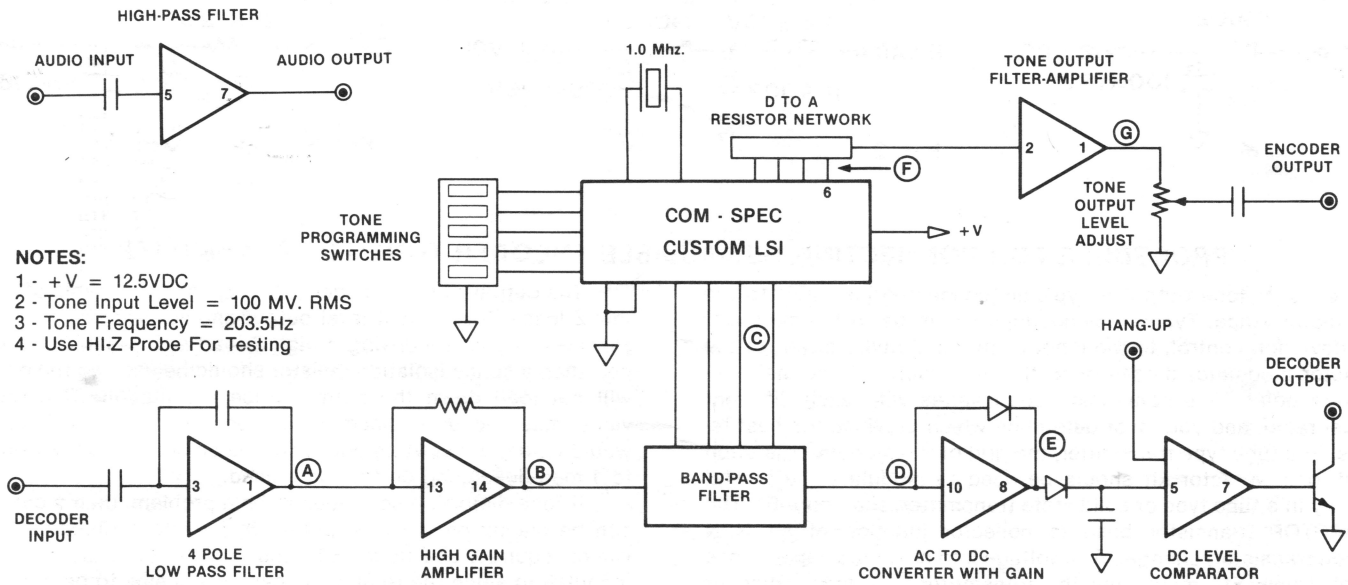 HIGH-PASS FILTER
AUDIO INPUT
5
7
AUDIO OUTPUT
1.0 Mhz.
D TO A
RESISTOR NETWORK
F
6
TONE OUTPUT
FILTER-AMPLIFIER
2
1
G
ENCODER
OUTPUT
TONE
OUTPUT
LEVEL
ADJUST
TONE
PROGRAMMING
SWITCHES
COM - SPEC
CUSTOM LSI
+V
NOTES:
1 - +V = 12.5VDC
2 - Tone Input Level = 100 MV. RMS
3 - Tone Frequency = 203.5Hz
4 - Use HI-Z Probe For Testing
C
HANG-UP
DECODER
OUTPUT
DECODER
INPUT
3
1
A
4 POLE
LOW PASS FILTER
13
14
B
HIGH GAIN
AMPLIFIER
BAND-PASS
FILTER
D
10
8
E
AC TO DC
CONVERTER WITH GAIN
5
7
DC LEVEL
COMPARATOR